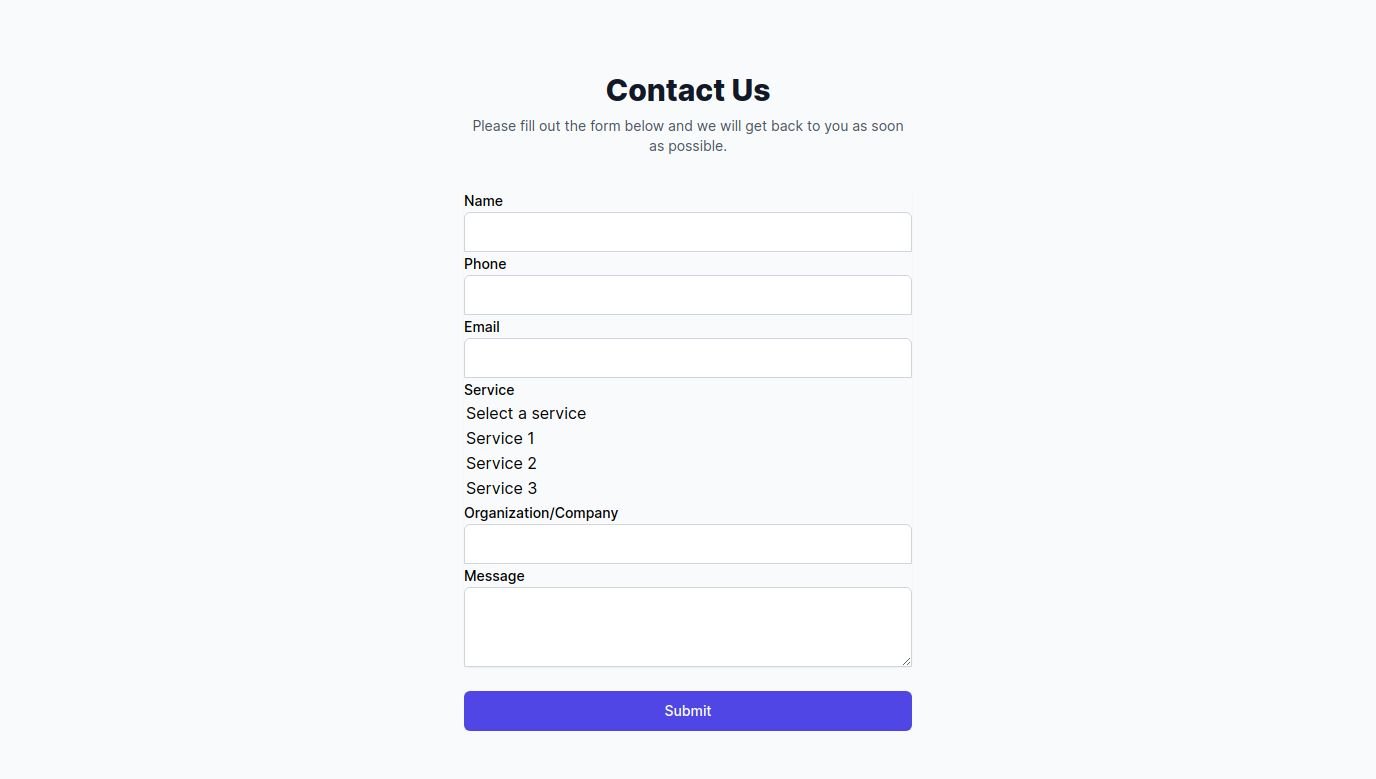 Contact Us
Please fill out the form below and we will get back to you as soon
as possible.
Name
Phone
Email
Service
Select a service
Service 1
Service 2
Service 3
Organization/Company
Message
Submit